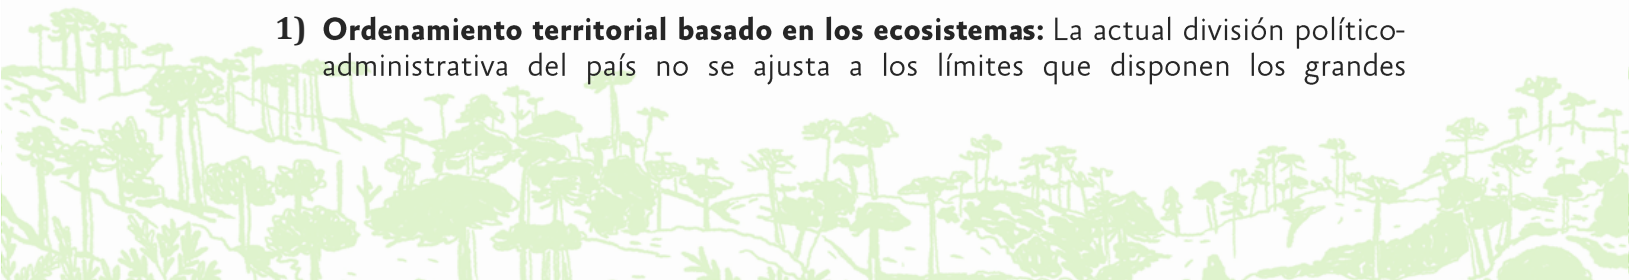 1) Ordenamiento territorial basado en los ecosistemas: La actual división político-
administrativa del país no se ajusta a los límites que disponen los grandes